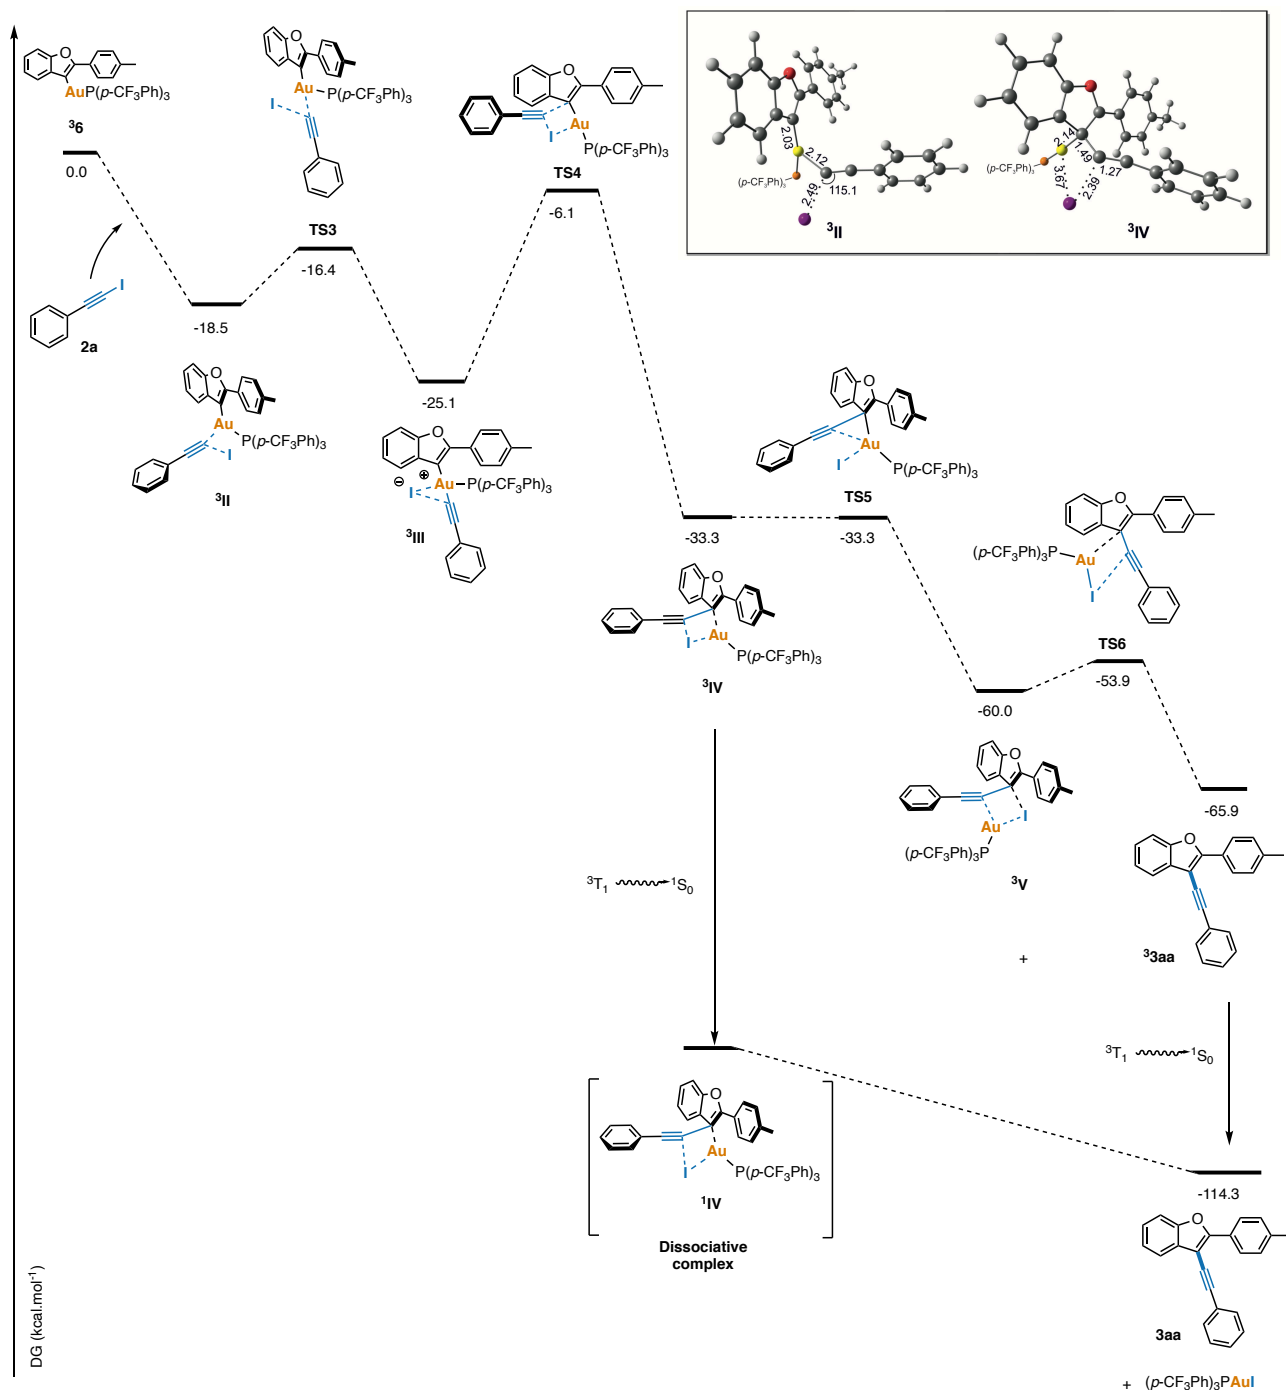 O
AuP(p-CF₃Ph)₃
³6
0.0
I
2a
-18.5
O
Au
P(p-CF₃Ph)₃
I
³II
O
Au
I
P(p-CF₃Ph)₃
TS3
-16.4
-25.1
O
⊕
⊖
I
Au
P(p-CF₃Ph)₃
³III
O
I
Au
P(p-CF₃Ph)₃
TS4
-6.1
2.03
2.12
(p-CF₃Ph)₃
115.1
2.49
³II
2.14
1.49
(p-CF₃Ph)₃
1.27
3.67
2.39
³IV
-33.3
O
I
Au
P(p-CF₃Ph)₃
³IV
O
Au
I
P(p-CF₃Ph)₃
TS5
-33.3
-60.0
O
I
Au
(p-CF₃Ph)₃P
³V
+
O
(p-CF₃Ph)₃P
Au
I
TS6
-53.9
-65.9
O
³3aa
³T₁
¹S₀
³T₁
¹S₀
O
Au
I
P(p-CF₃Ph)₃
¹IV
Dissociative
complex
-114.3
O
3aa
+ (p-CF₃Ph)₃PAuI
DG (kcal.mol⁻¹)